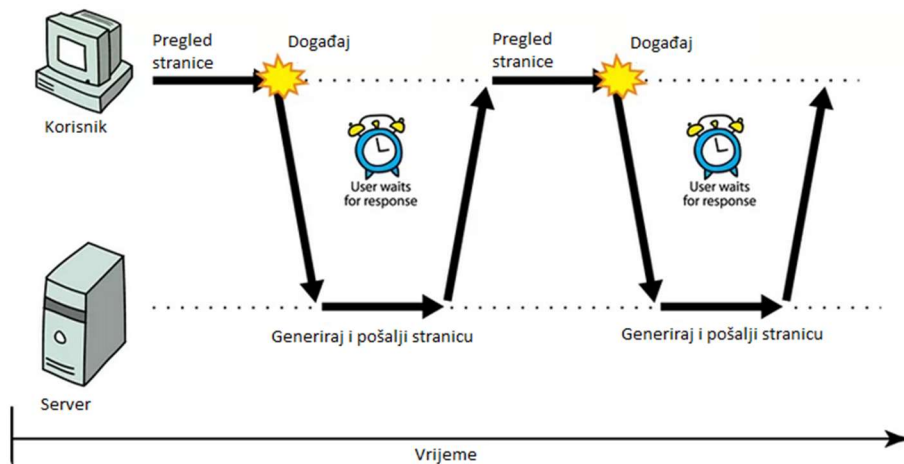 Pregled
stranice
Događaj
Pregled
stranice
Događaj
Korisnik
User waits
for response
User waits
for response
Generiraj i pošalji stranicu
Generiraj i pošalji stranicu
Server
Vrijeme